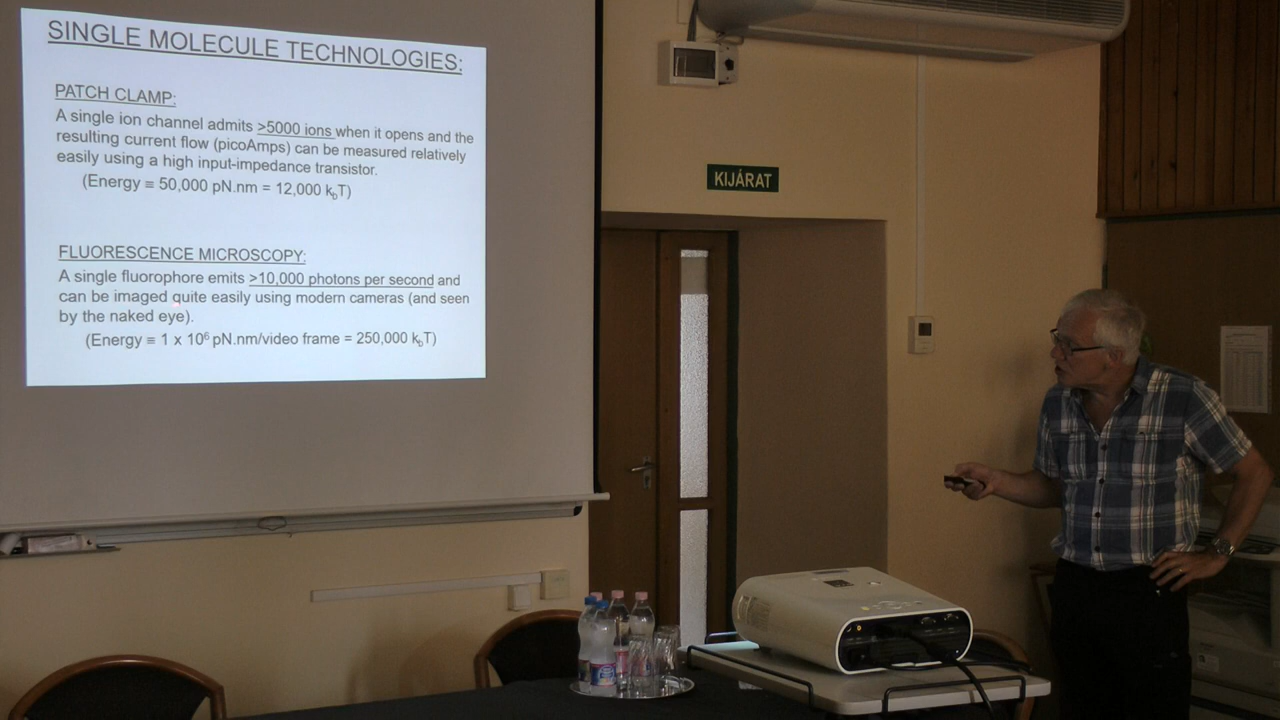 SINGLE MOLECULE TECHNOLOGIES:
PATCH CLAMP:
A single ion channel admits >5000 ions when it opens and the
resulting current flow (picoAmps) can be measured relatively
easily using a high input-impedance transistor.
(Energy ≡ 50,000 pN.nm = 12,000 kbT)
FLUORESCENCE MICROSCOPY:
A single fluorophore emits >10,000 photons per second and
can be imaged quite easily using modern cameras (and seen
by the naked eye).
(Energy ≡ 1 x 10⁶ pN.nm/video frame = 250,000 kbT)
KIJÁRAT